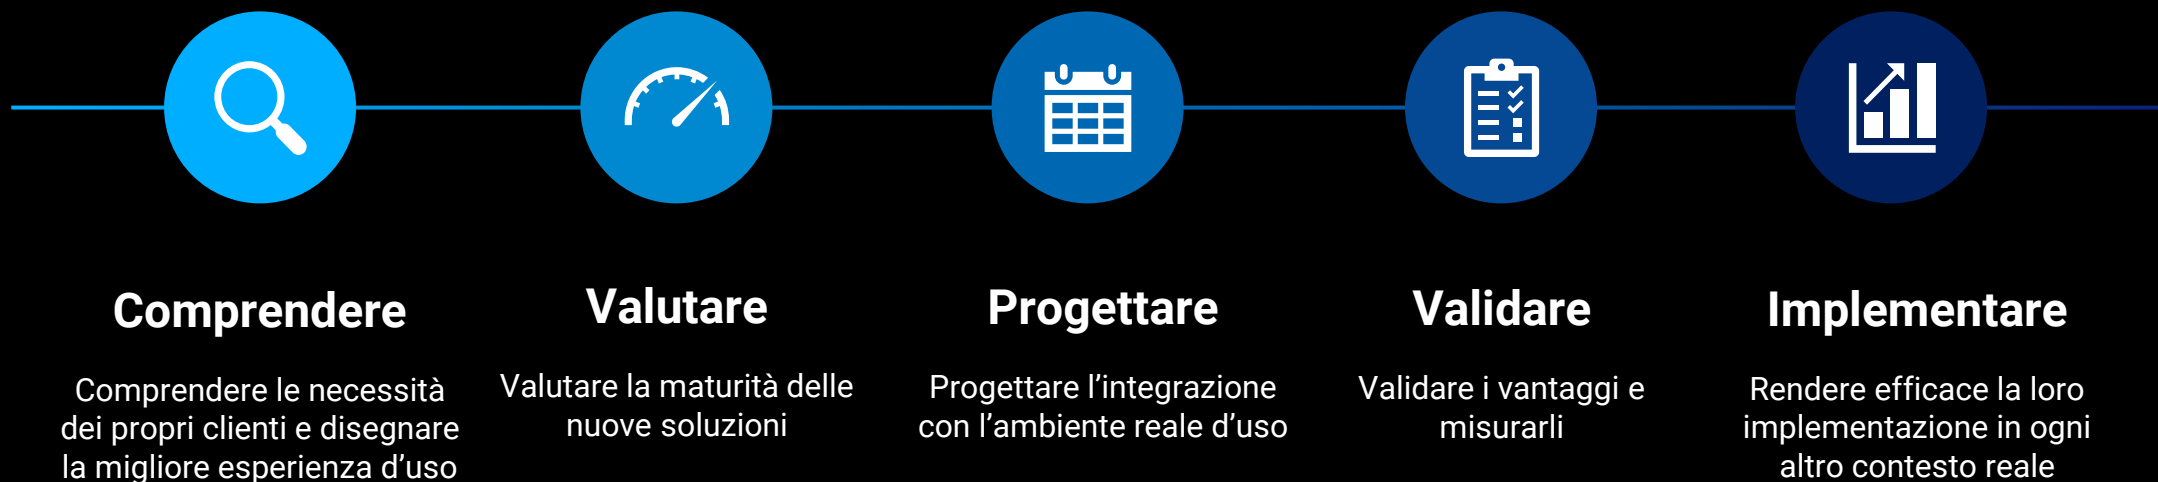 Comprendere
Comprendere le necessità
dei propri clienti e disegnare
la migliore esperienza d’uso
Valutare
Valutare la maturità delle
nuove soluzioni
Progettare
Progettare l’integrazione
con l’ambiente reale d’uso
Validare
Validare i vantaggi e
misurarli
Implementare
Rendere efficace la loro
implementazione in ogni
altro contesto reale